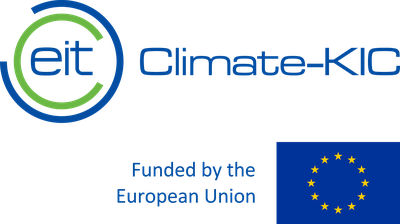 eit Climate-KIC
Funded by the
European Union